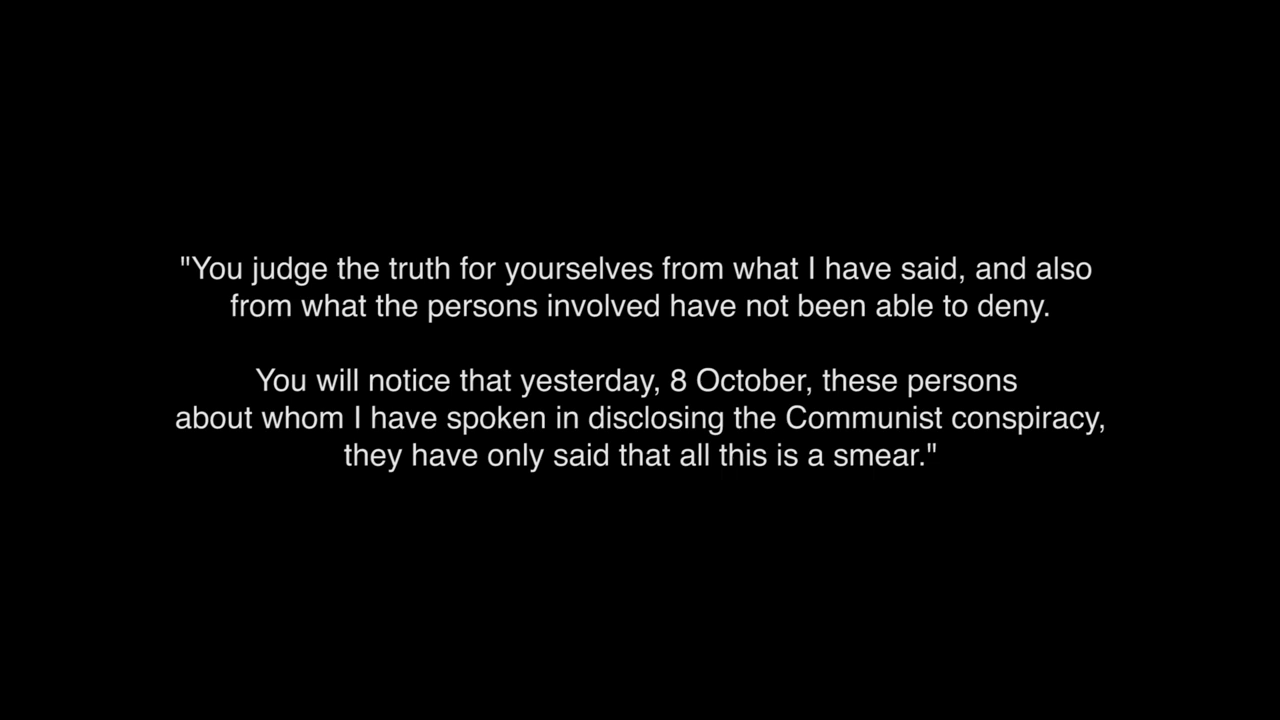 "You judge the truth for yourselves from what I have said, and also
from what the persons involved have not been able to deny.
You will notice that yesterday, 8 October, these persons
about whom I have spoken in disclosing the Communist conspiracy,
they have only said that all this is a smear."